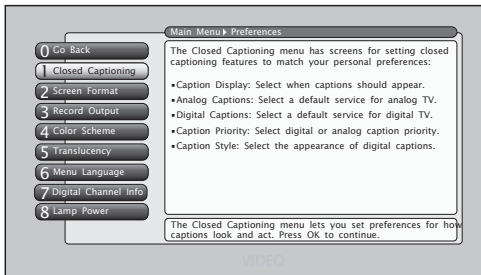 Main Menu Preferences
0 Go Back
1 Closed Captioning
2 Screen Format
3 Record Output
4 Color Scheme
5 Translucency
6 Menu Language
7 Digital Channel Info
8 Lamp Power
The Closed Captioning menu has screens for setting closed
captioning features to match your personal preferences:
▪Caption Display: Select when captions should appear.
▪Analog Captions: Select a default service for analog TV.
▪Digital Captions: Select a default service for digital TV.
▪Caption Priority: Select digital or analog caption priority.
▪Caption Style: Select the appearance of digital captions.
The Closed Captioning menu lets you set preferences for how
captions look and act. Press OK to continue.
VIDEO